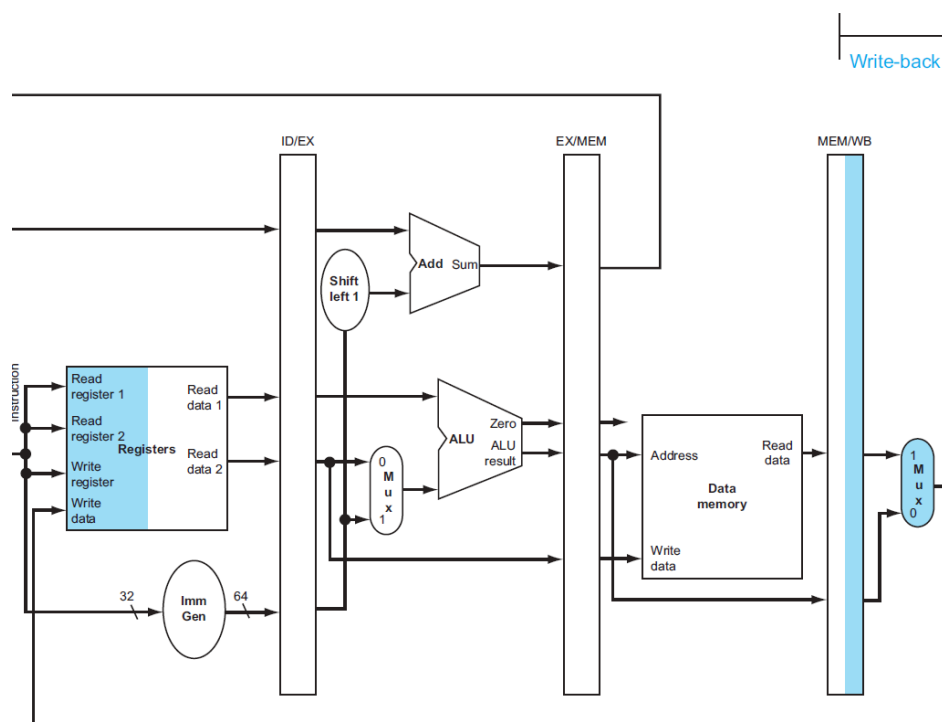 Write-back
ID/EX
EX/MEM
MEM/WB
Add
Sum
Shift
left 1
Instruction
Read
register 1
Read
register 2
Registers
Write
register
Write
data
Read
data 1
Read
data 2
0
M
u
x
1
Zero
ALU
ALU
result
Address
Read
data
Data
memory
Write
data
1
M
u
x
0
32
Imm
Gen
64